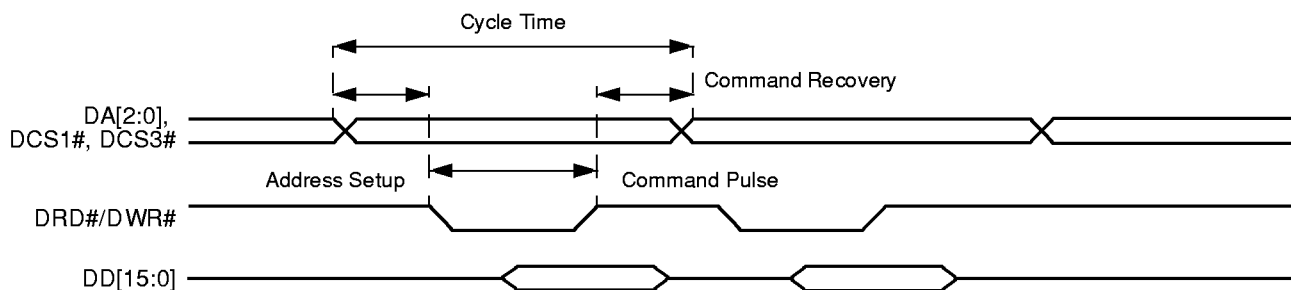 Cycle Time
Command Recovery
DA[2:0],
DCS1#, DCS3#
Address Setup
Command Pulse
DRD#/DWR#
DD[15:0]